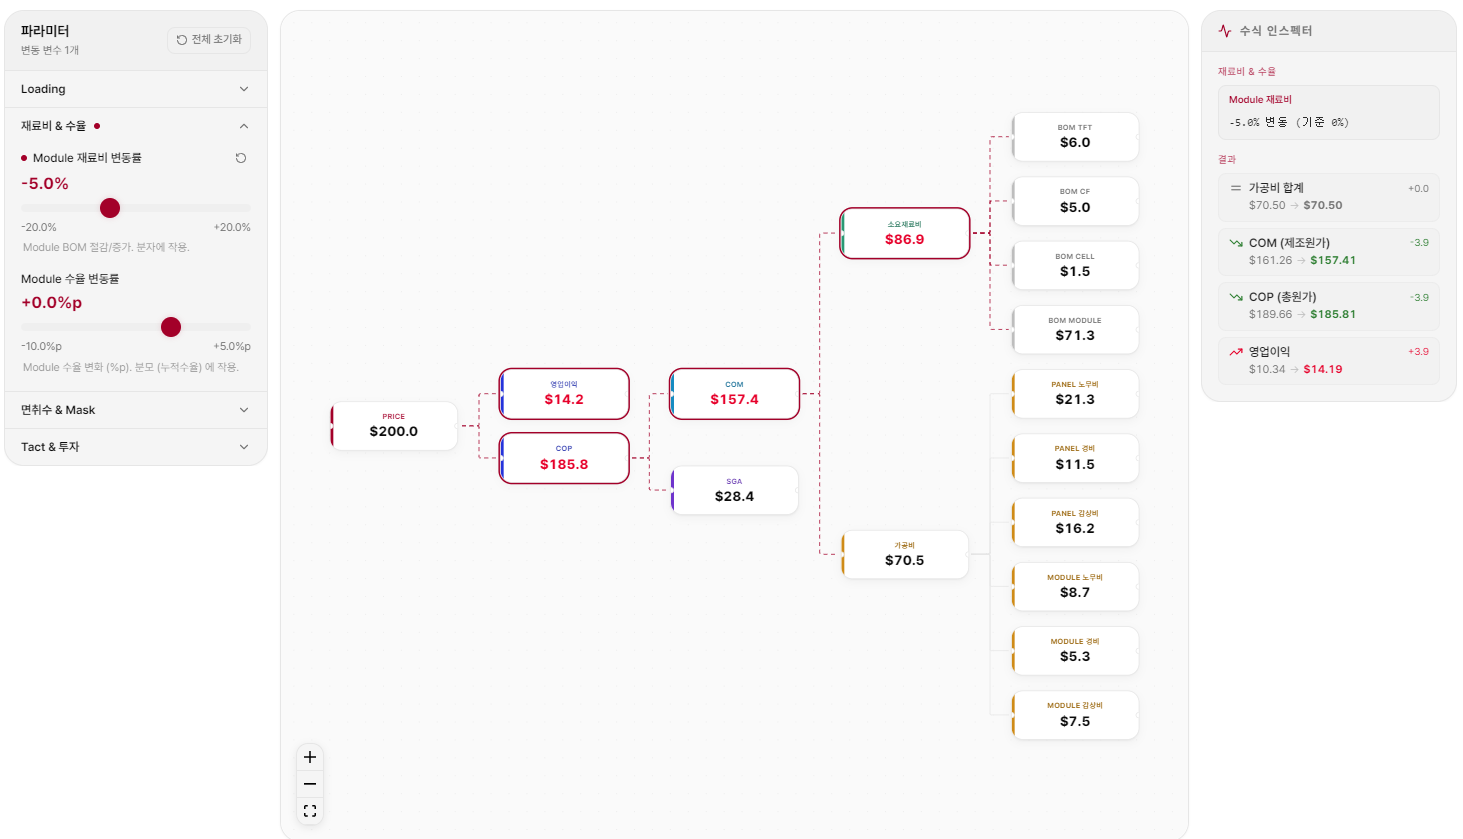 파라미터
변동 변수 1개
전체 초기화
Loading
재료비 & 수율
Module 재료비 변동률
-5.0%
-20.0% +20.0%
Module BOM 절감/증가. 분자에 작용.
Module 수율 변동률
+0.0%p
-10.0%p +5.0%p
Module 수율 변화 (%p). 분모 (누적수율) 에 작용.
면취수 & Mask
Tact & 투자
PRICE
$200.0
영업이익
$14.2
COP
$185.8
COM
$157.4
SGA
$28.4
소요재료비
$86.9
가공비
$70.5
BOM TFT
$6.0
BOM CF
$5.0
BOM CELL
$1.5
BOM MODULE
$71.3
PANEL 노무비
$21.3
PANEL 경비
$11.5
PANEL 감상비
$16.2
MODULE 노무비
$8.7
MODULE 경비
$5.3
MODULE 감상비
$7.5
수식 인스펙터
재료비 & 수율
Module 재료비
-5.0% 변동 (기준 0%)
결과
가공비 합계 +0.0
$70.50 → $70.50
COM (제조원가) -3.9
$161.26 → $157.41
COP (총원가) -3.9
$189.66 → $185.81
영업이익 +3.9
$10.34 → $14.19